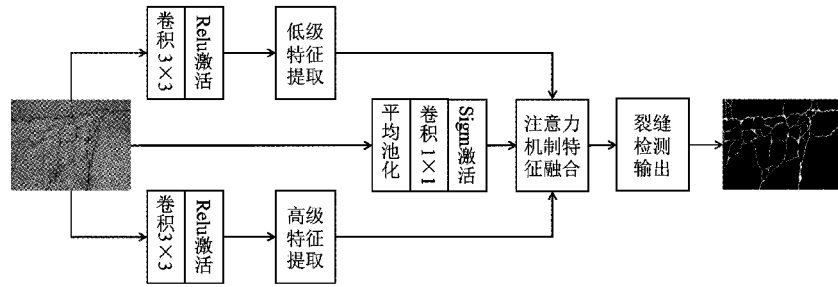 卷积 3×3
Relu激活
低级
特征
提取
平均池化
卷积 1×1
Sigm激活
注意力
机制特
征融合
裂缝
检测
输出
卷积3×3
Relu激活
高级
特征
提取